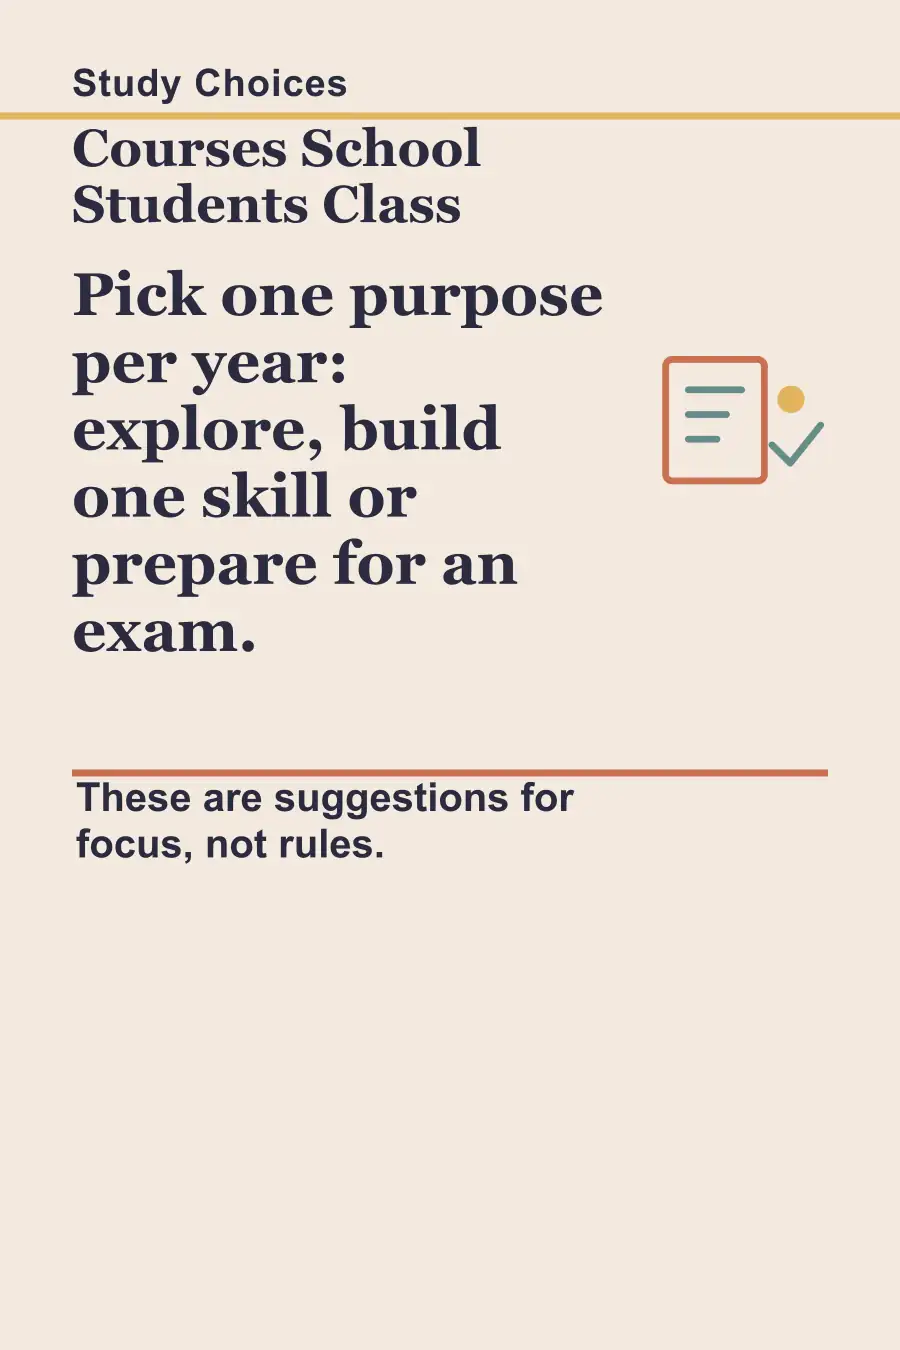 Study Choices
Courses School
Students Class
Pick one purpose
per year:
explore, build
one skill or
prepare for an
exam.
These are suggestions for
focus, not rules.